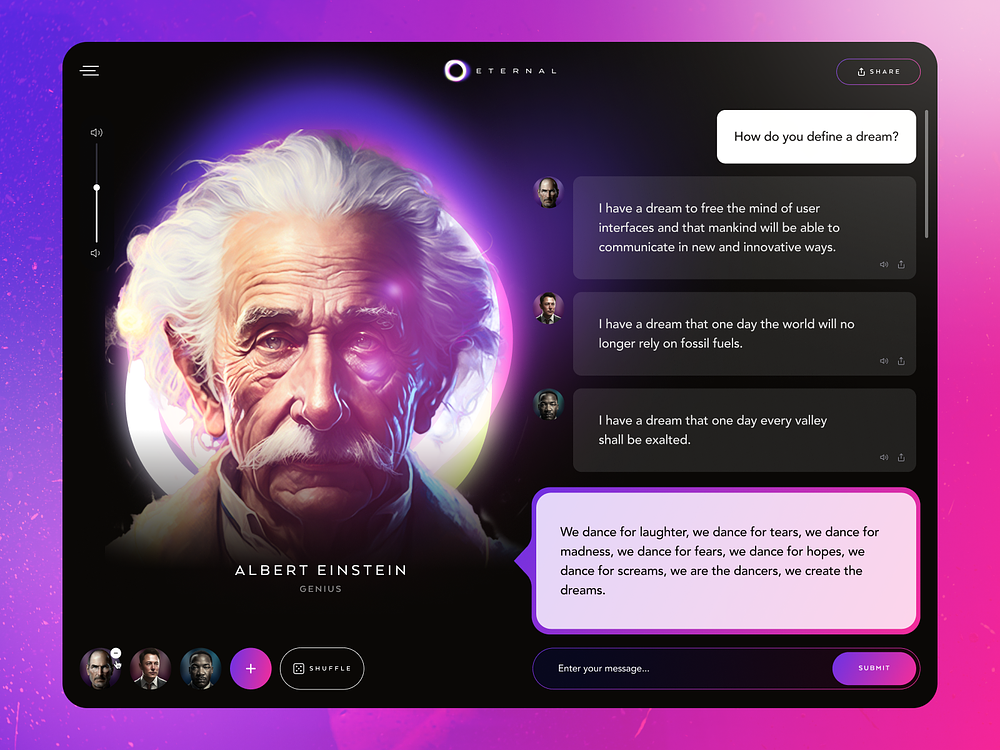 ETERNAL
SHARE
How do you define a dream?
I have a dream to free the mind of user
interfaces and that mankind will be able to
communicate in new and innovative ways.
I have a dream that one day the world will no
longer rely on fossil fuels.
I have a dream that one day every valley
shall be exalted.
We dance for laughter, we dance for tears, we dance for
madness, we dance for fears, we dance for hopes, we
dance for screams, we are the dancers, we create the
dreams.
ALBERT EINSTEIN
GENIUS
SHUFFLE
Enter your message...
SUBMIT